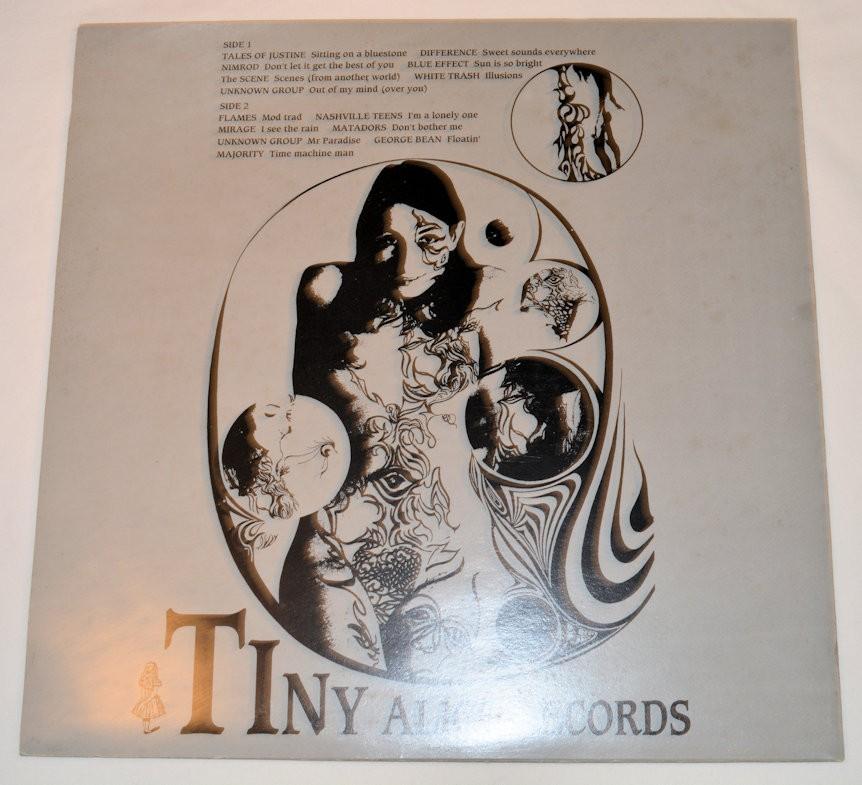 SIDE 1
TALES OF JUSTINE Sitting on a bluestone DIFFERENCE Sweet sounds everywhere
NIMROD Don't let it get the best of you BLUE EFFECT Sun is so bright
The SCENE Scenes (from another world) WHITE TRASH Illusions
UNKNOWN GROUP Out of my mind (over you)
SIDE 2
FLAMES Mod trad NASHVILLE TEENS I'm a lonely one
MIRAGE I see the rain MATADORS Don't bother me
UNKNOWN GROUP Mr Paradise GEORGE BEAN Floatin'
MAJORITY Time machine man
TINY ALICE RECORDS